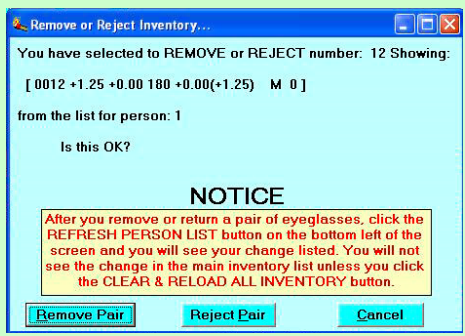 Remove or Reject Inventory...
You have selected to REMOVE or REJECT number: 12 Showing:
[ 0012 +1.25 +0.00 180 +0.00(+1.25) M 0 ]
from the list for person: 1
Is this OK?
NOTICE
After you remove or return a pair of eyeglasses, click the
REFRESH PERSON LIST button on the bottom left of the
screen and you will see your change listed. You will not
see the change in the main inventory list unless you click
the CLEAR & RELOAD ALL INVENTORY button.
Remove Pair Reject Pair Cancel